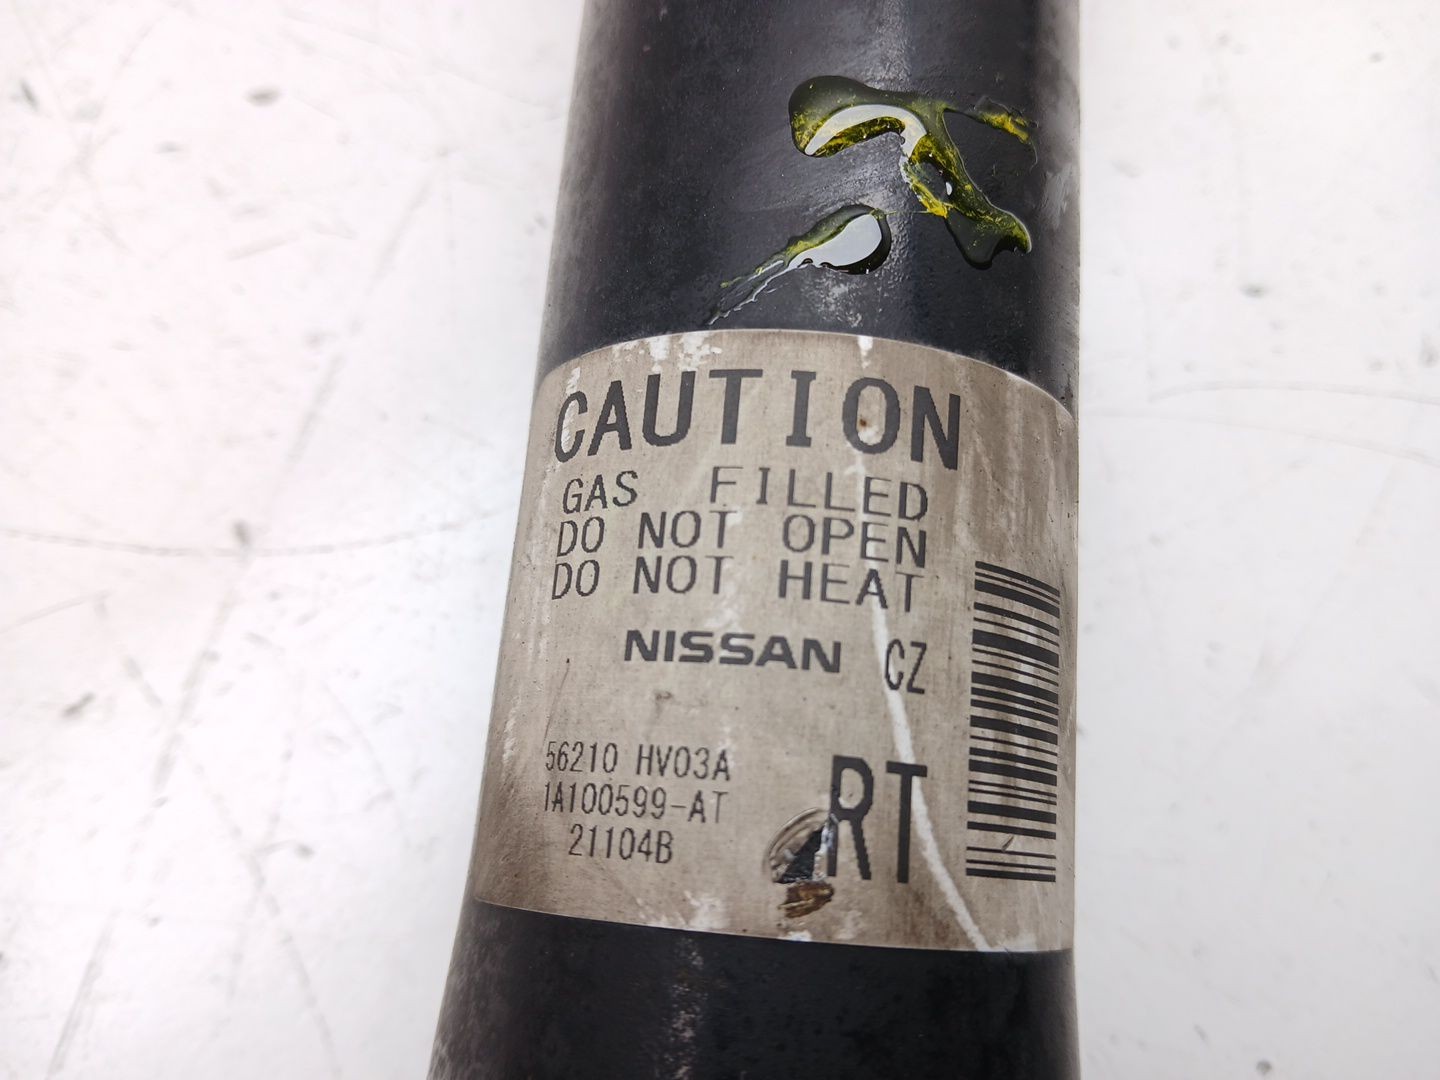 CAUTION
GAS FILLED
DO NOT OPEN
DO NOT HEAT
NISSAN CZ
56210 HV03A
1A100599-AT
21104B
RT